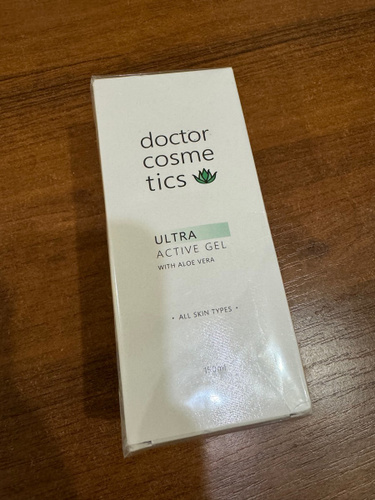 doctor
cosme
tics
ULTRA
ACTIVE GEL
WITH ALOE VERA
• ALL SKIN TYPES •